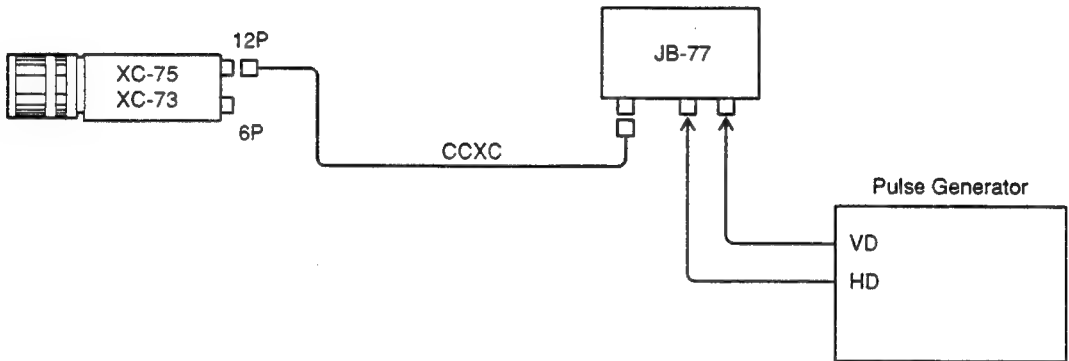 12P
XC-75
XC-73
6P
CCXC
JB-77
Pulse Generator
VD
HD